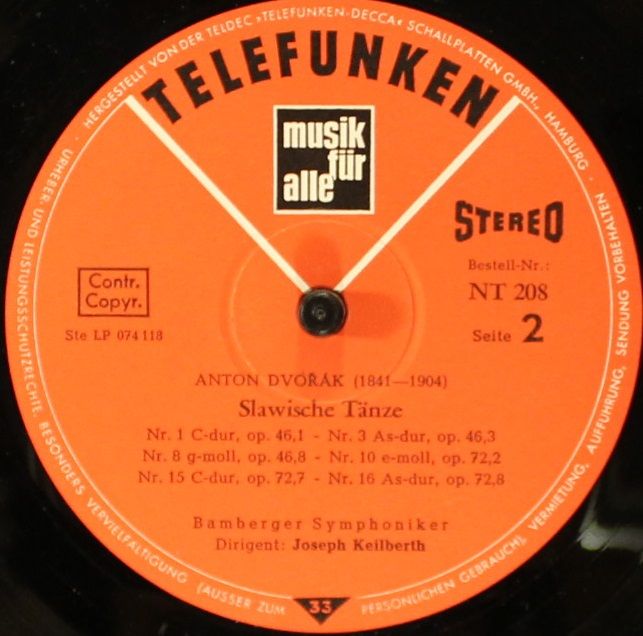 HERGESTELLT VON DER TELDEC »TELEFUNKEN-DECCA« SCHALLPLATTEN GMBH., HAMBURG · URHEBER- UND LEISTUNGSSCHUTZRECHTE, BESONDERS VERVIELFÄLTIGUNG (AUSSER ZUM PERSÖNLICHEN GEBRAUCH), VERMIETUNG, AUFFÜHRUNG, SENDUNG VORBEHALTEN
TELEFUNKEN
musik
für
alle
STEREO
Bestell-Nr.:
NT 208
Seite 2
Contr.
Copyr.
Ste LP 074118
ANTON DVOŘÁK (1841—1904)
Slawische Tänze
Nr. 1 C-dur, op. 46,1 - Nr. 3 As-dur, op. 46,3
Nr. 8 g-moll, op. 46,8 - Nr. 10 e-moll, op. 72,2
Nr. 15 C-dur, op. 72,7 - Nr. 16 As-dur, op. 72,8
Bamberger Symphoniker
Dirigent: Joseph Keilberth
33